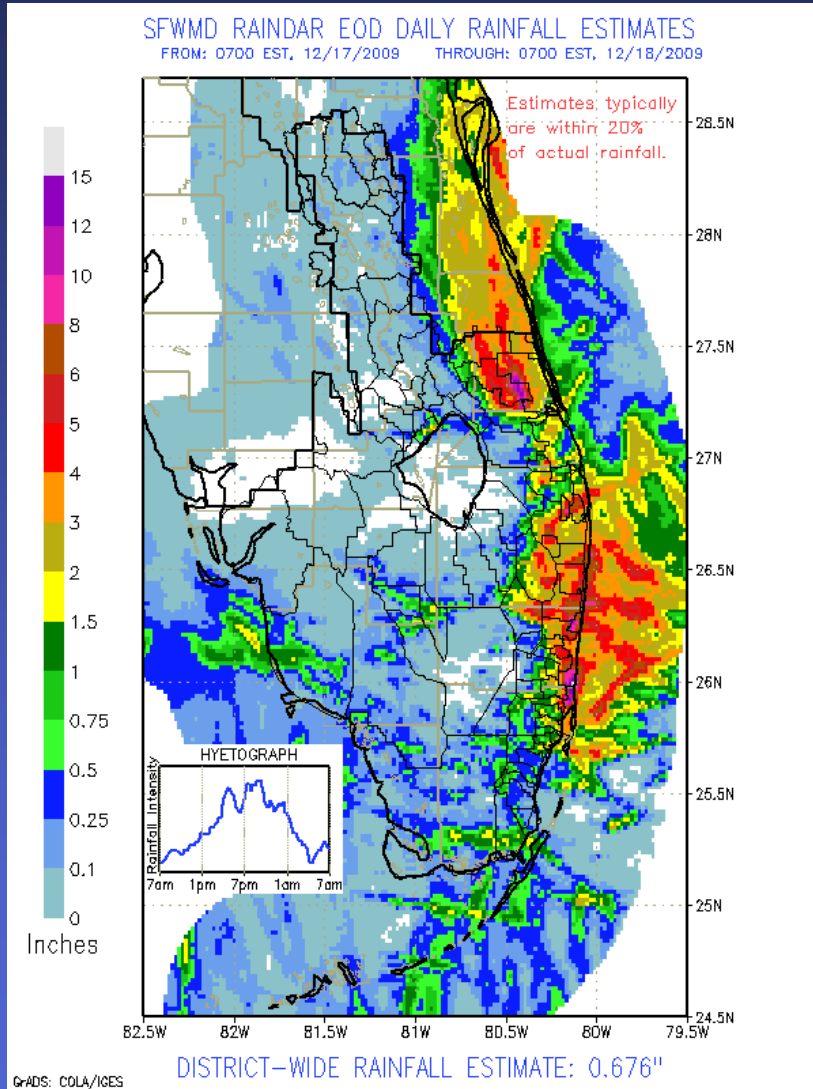 SFWMD RAINDAR EOD DAILY RAINFALL ESTIMATES
FROM: 0700 EST, 12/17/2009 THROUGH: 0700 EST, 12/18/2009
Estimates typically
are within 20%
of actual rainfall.
15
12
10
8
6
5
4
3
2
1.5
1
0.75
0.5
0.25
0.1
0
Inches
28.5N
28N
27.5N
27N
26.5N
26N
25.5N
25N
24.5N
HYETOGRAPH
Rainfall Intensity
7am 1pm 7pm 1am 7am
82.5W 82W 81.5W 81W 80.5W 80W 79.5W
DISTRICT-WIDE RAINFALL ESTIMATE: 0.676"
GrADS: COLA/IGES